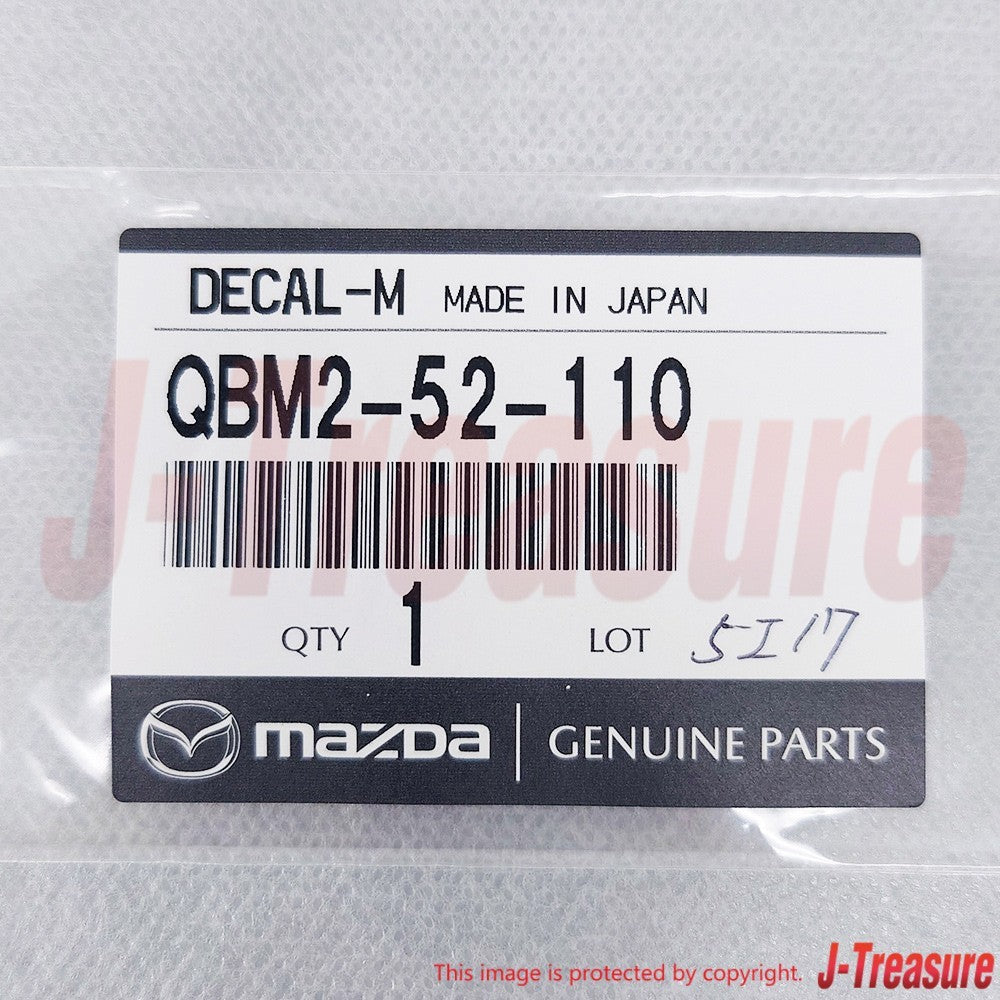 DECAL-M MADE IN JAPAN
QBM2-52-110
J-Treasure
QTY 1 LOT 5I17
mazda GENUINE PARTS
This image is protected by copyright. J-Treasure